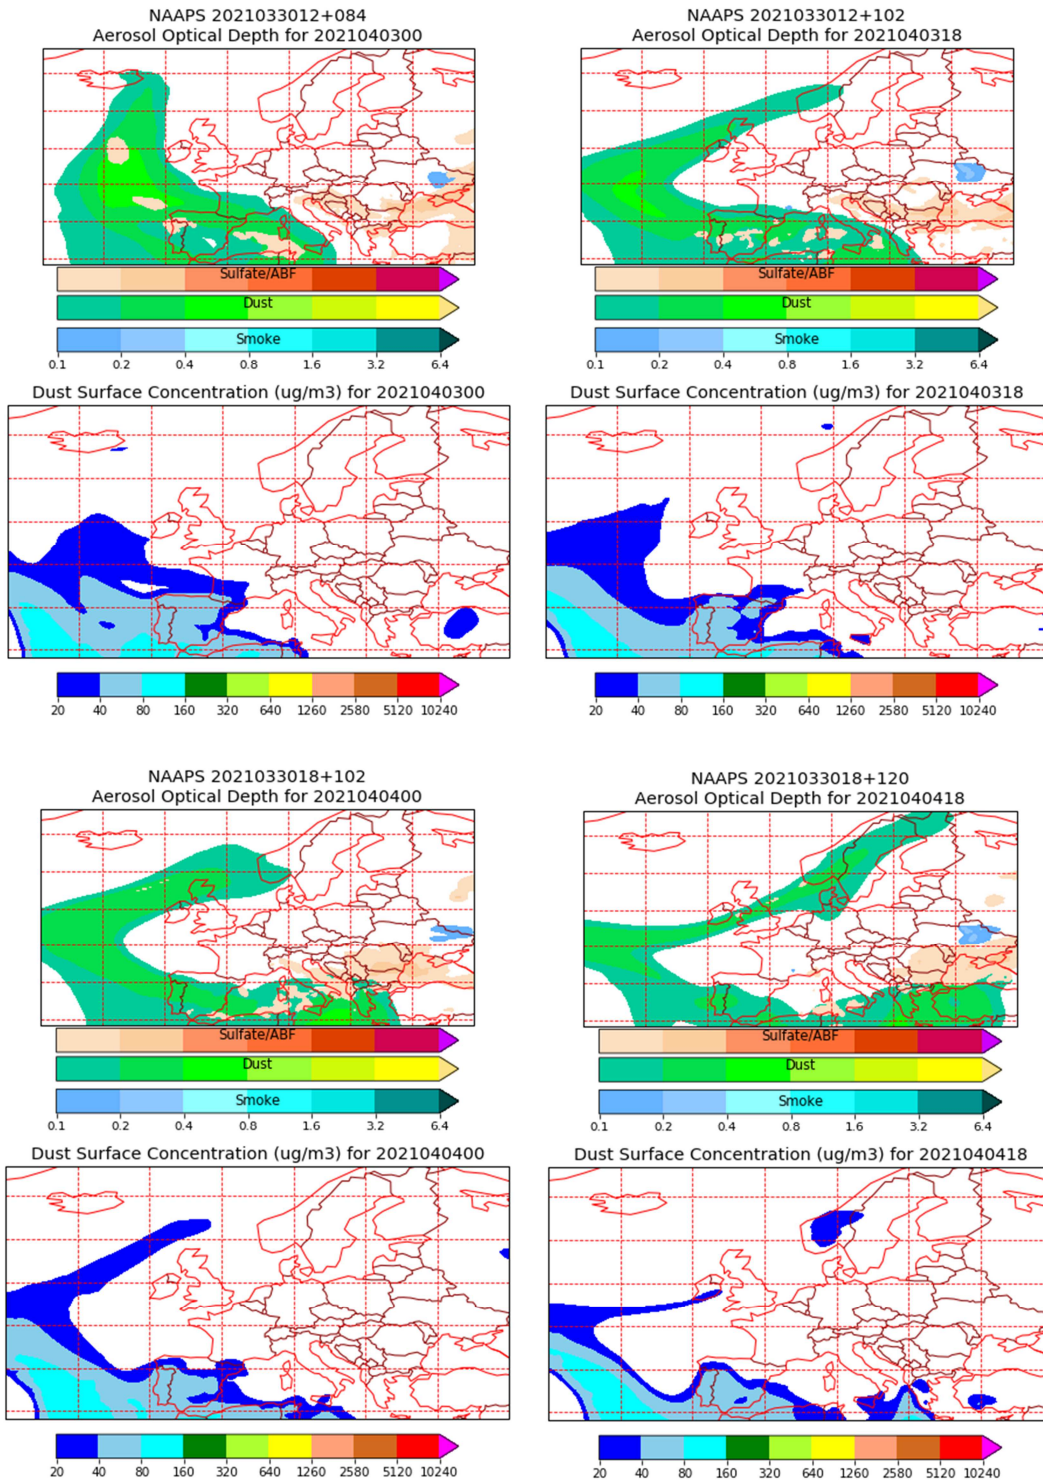 NAAPS 2021033012+084
Aerosol Optical Depth for 2021040300
Sulfate/ABF
Dust
Smoke
0.1 0.2 0.4 0.8 1.6 3.2 6.4
Dust Surface Concentration (ug/m3) for 2021040300
20 40 80 160 320 640 1260 2580 5120 10240
NAAPS 2021033012+102
Aerosol Optical Depth for 2021040318
Sulfate/ABF
Dust
Smoke
0.1 0.2 0.4 0.8 1.6 3.2 6.4
Dust Surface Concentration (ug/m3) for 2021040318
20 40 80 160 320 640 1260 2580 5120 10240
NAAPS 2021033018+102
Aerosol Optical Depth for 2021040400
Sulfate/ABF
Dust
Smoke
0.1 0.2 0.4 0.8 1.6 3.2 6.4
Dust Surface Concentration (ug/m3) for 2021040400
20 40 80 160 320 640 1260 2580 5120 10240
NAAPS 2021033018+120
Aerosol Optical Depth for 2021040418
Sulfate/ABF
Dust
Smoke
0.1 0.2 0.4 0.8 1.6 3.2 6.4
Dust Surface Concentration (ug/m3) for 2021040418
20 40 80 160 320 640 1260 2580 5120 10240